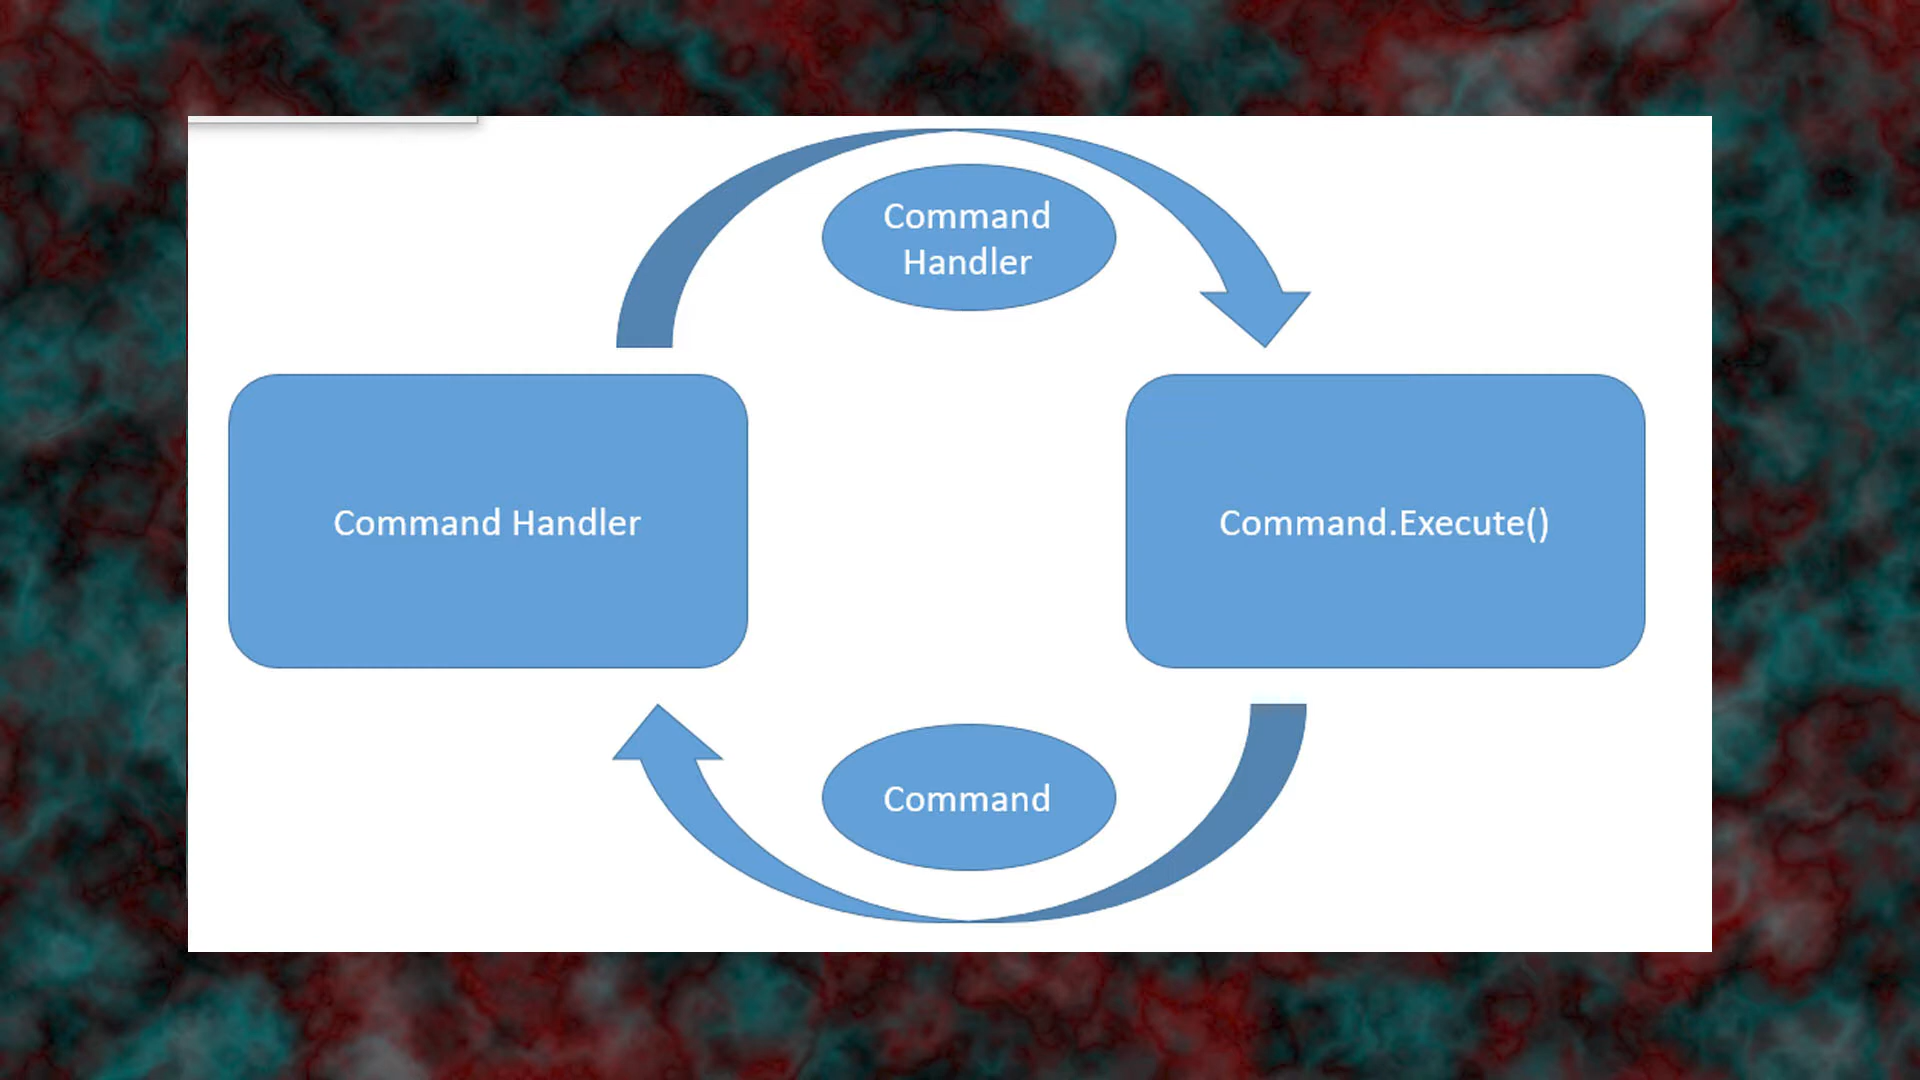 Command
Handler
Command Handler
Command.Execute()
Command